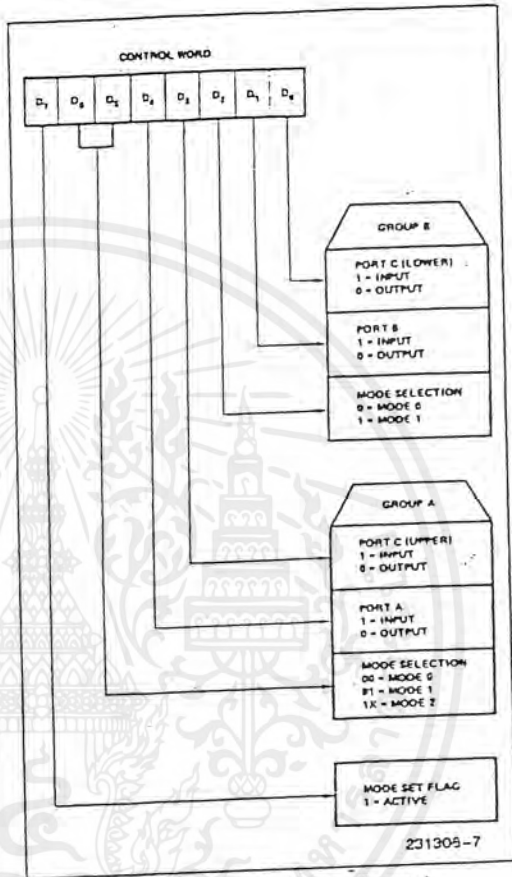 CONTROL WORD
D7 D6 D5 D4 D3 D2 D1 D0
GROUP B
PORT C (LOWER)
1 = INPUT
0 = OUTPUT
PORT B
1 = INPUT
0 = OUTPUT
MODE SELECTION
0 = MODE 0
1 = MODE 1
GROUP A
PORT C (UPPER)
1 = INPUT
0 = OUTPUT
PORT A
1 = INPUT
0 = OUTPUT
MODE SELECTION
00 = MODE 0
01 = MODE 1
1X = MODE 2
MODE SET FLAG
1 = ACTIVE
231308-7